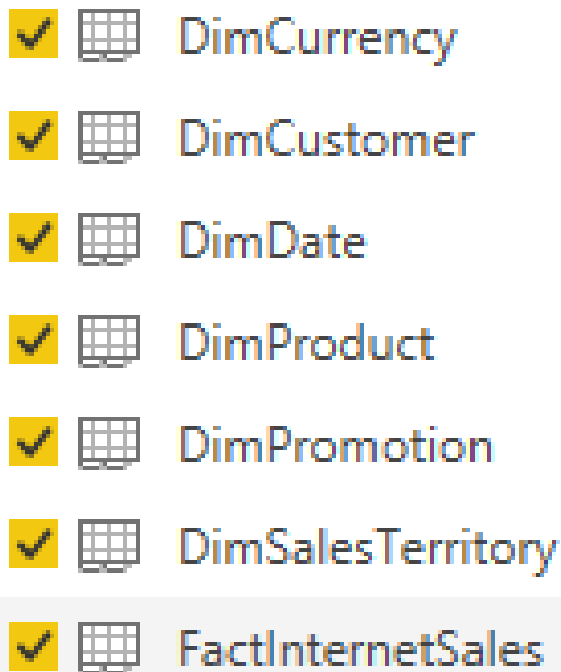 DimCurrency
DimCustomer
DimDate
DimProduct
DimPromotion
DimSalesTerritory
FactInternetSales